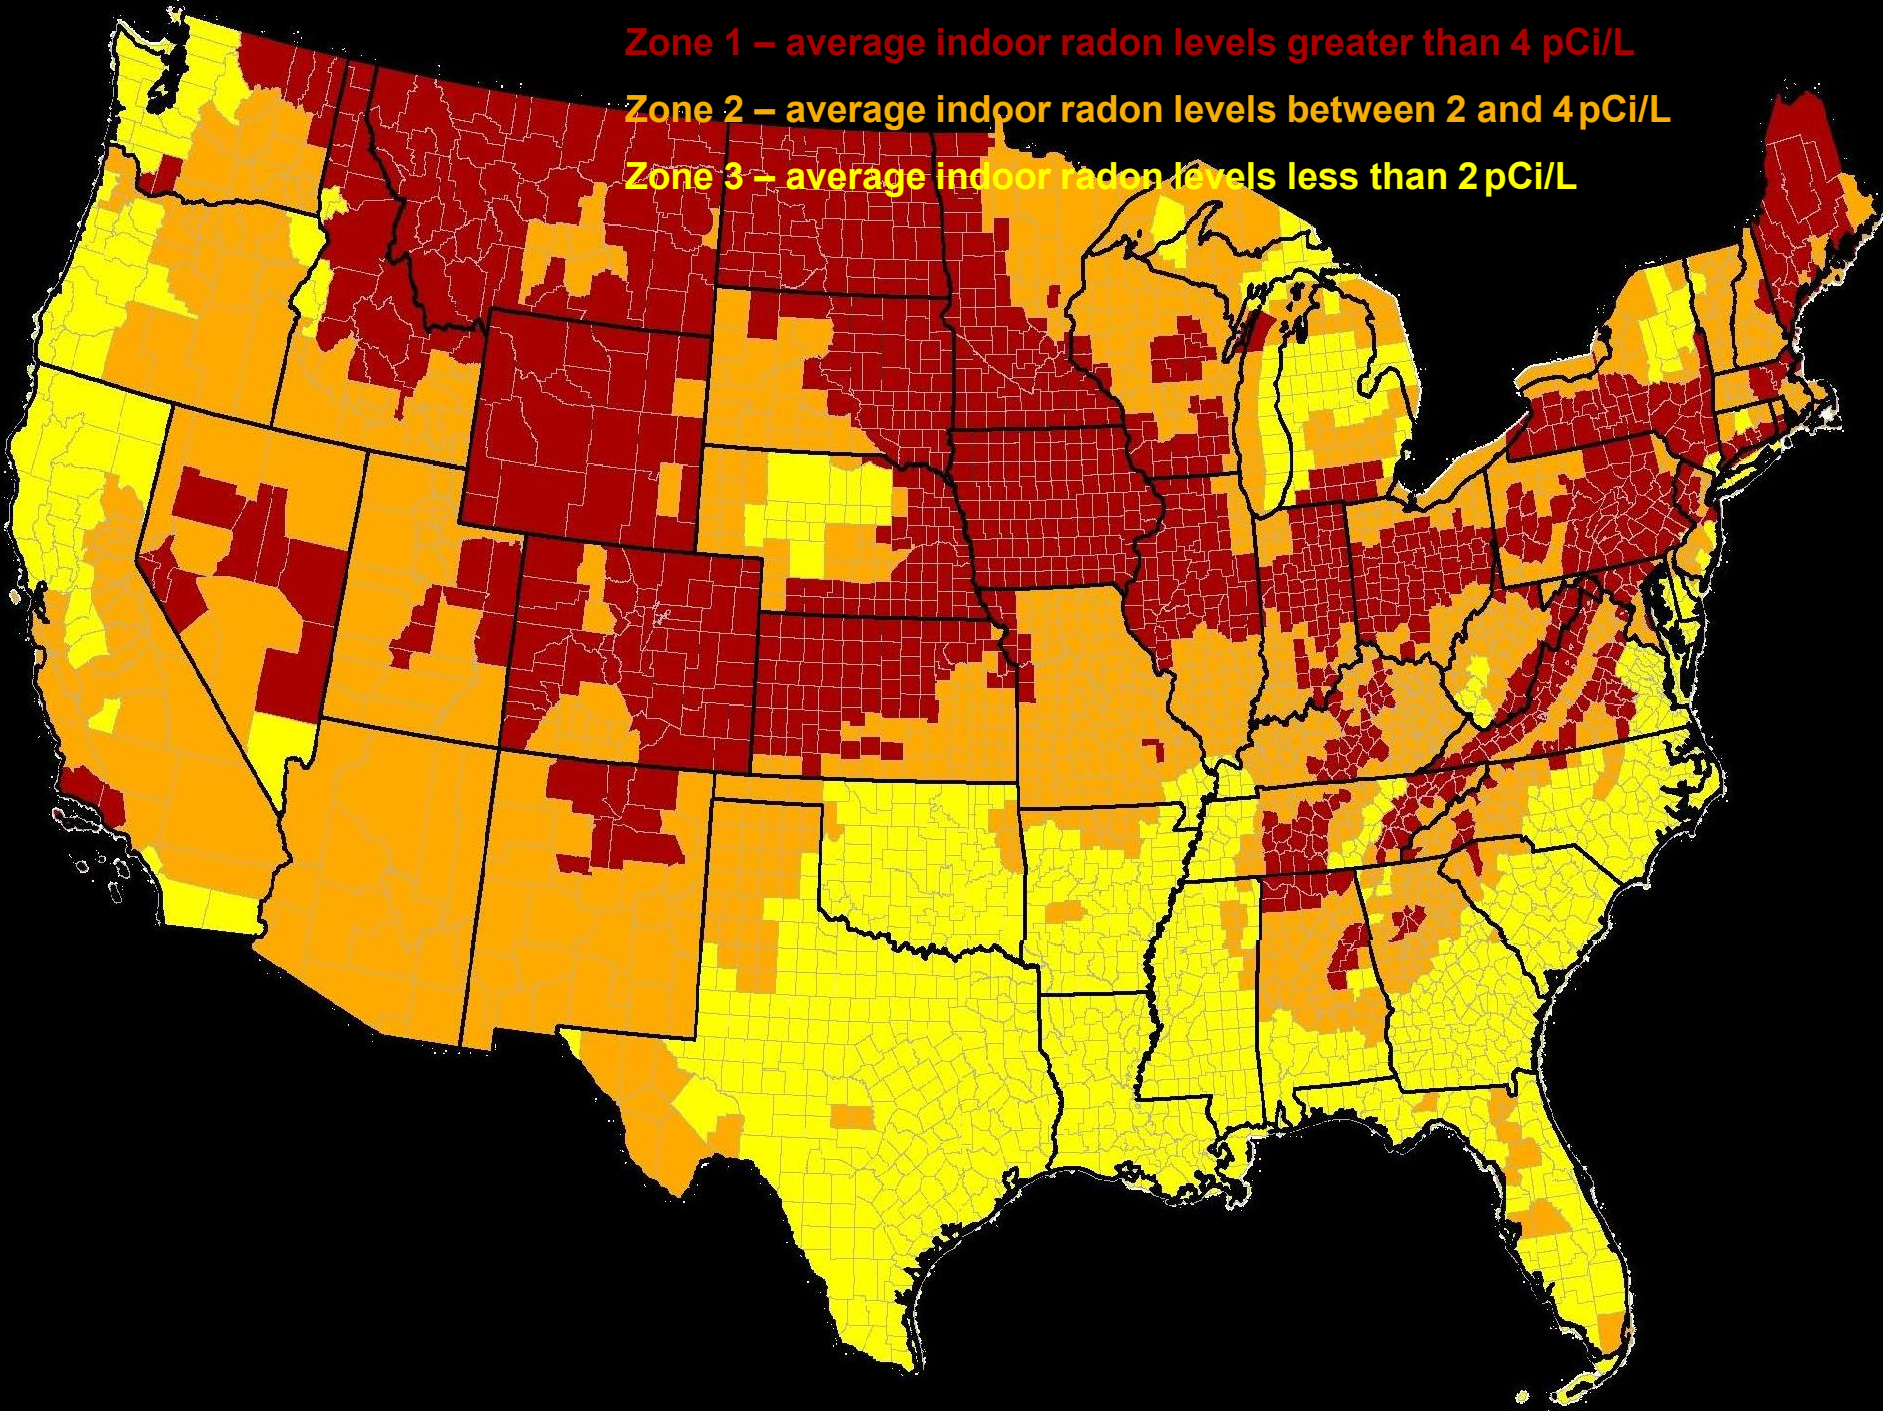 Zone 1 – average indoor radon levels greater than 4 pCi/L
Zone 2 – average indoor radon levels between 2 and 4 pCi/L
Zone 3 – average indoor radon levels less than 2 pCi/L